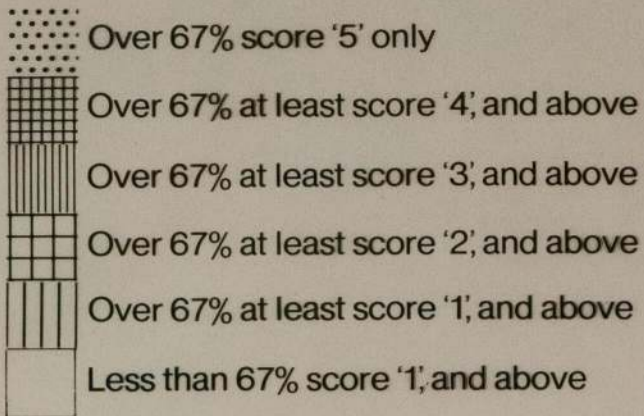 Over 67% score ‘5’ only
Over 67% at least score ‘4’, and above
Over 67% at least score ‘3’, and above
Over 67% at least score ‘2’, and above
Over 67% at least score ‘1’, and above
Less than 67% score ‘1’, and above